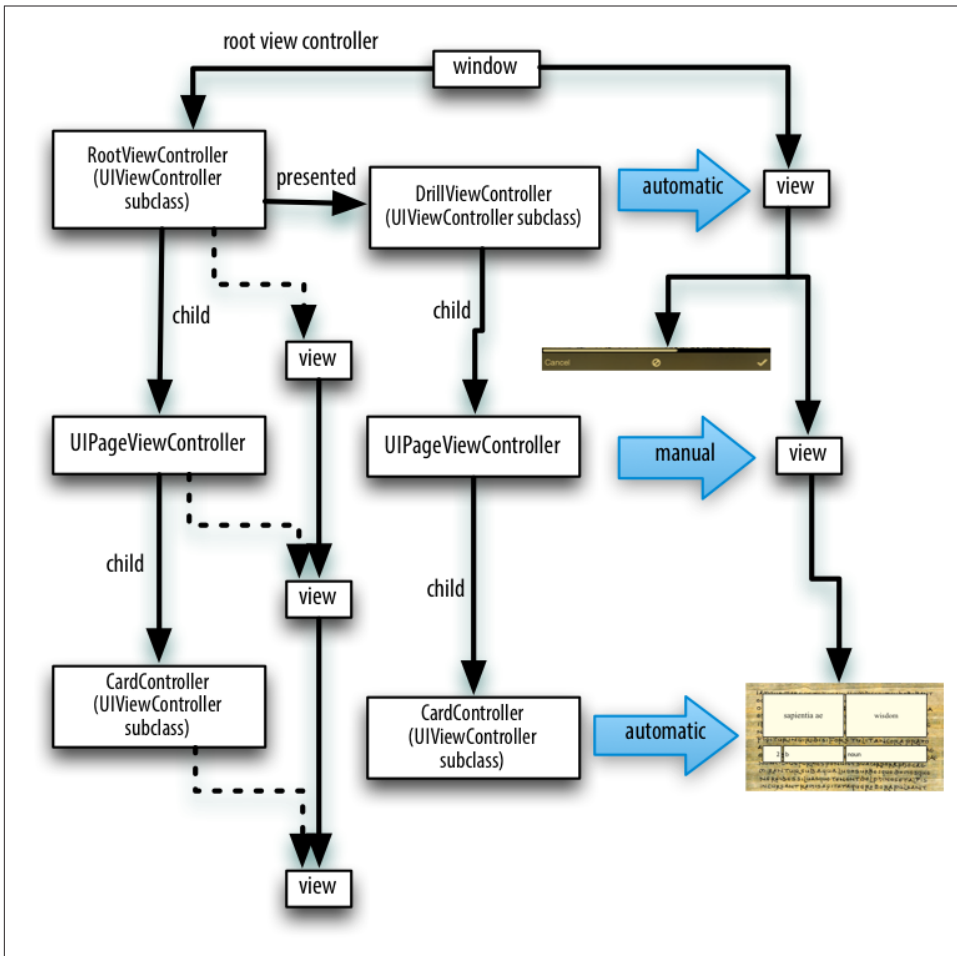 root view controller
window
RootViewController
(UIViewController
subclass)
presented
DrillViewController
(UIViewController subclass)
automatic
view
child
child
view
Cancel
UIPageViewController
UIPageViewController
manual
view
child
child
view
CardController
(UIViewController
subclass)
CardController
(UIViewController
subclass)
automatic
sapientia ae
wisdom
noun
view